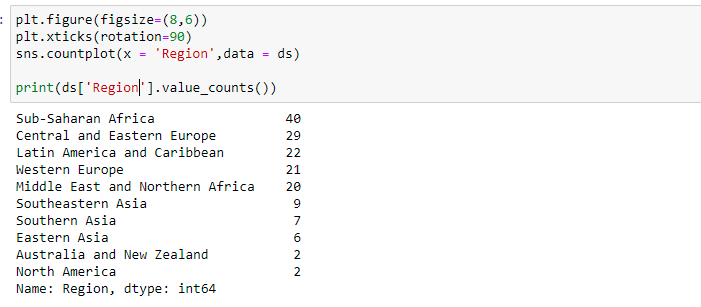 :
plt.figure(figsize=(8,6))
plt.xticks(rotation=90)
sns.countplot(x = 'Region',data = ds)
print(ds['Region'].value_counts())
Sub-Saharan Africa 40
Central and Eastern Europe 29
Latin America and Caribbean 22
Western Europe 21
Middle East and Northern Africa 20
Southeastern Asia 9
Southern Asia 7
Eastern Asia 6
Australia and New Zealand 2
North America 2
Name: Region, dtype: int64